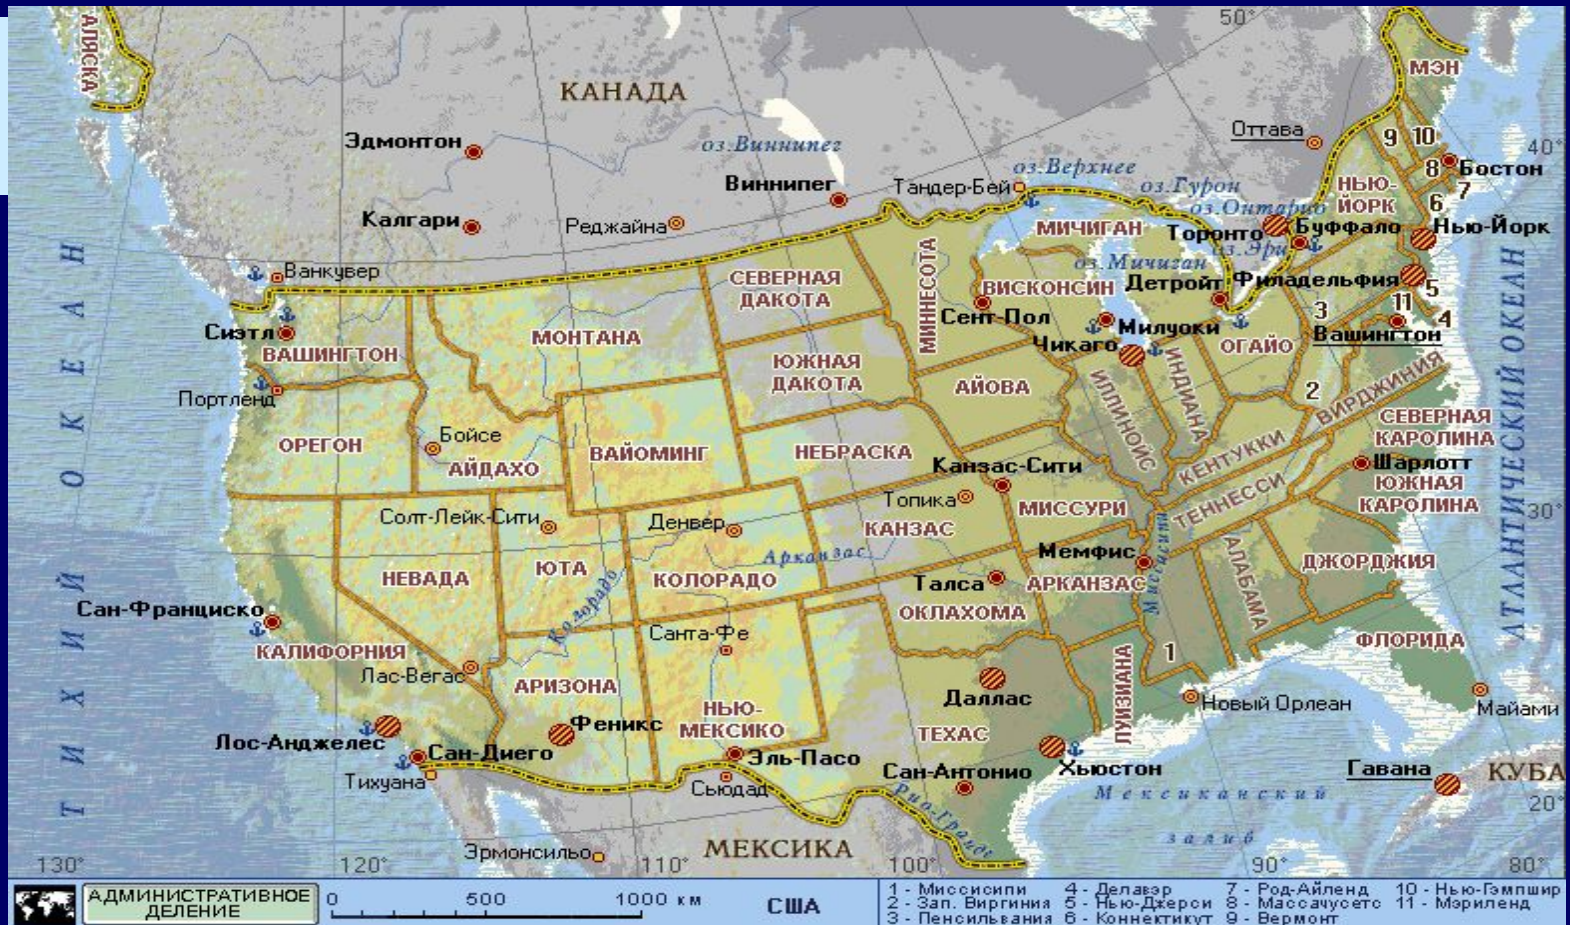 АЛЯСКА
50°
МЭН
КАНАДА
Оттава
9
10
40°
Эдмонтон
оз.Виннипег
оз.Верхнее
8
Бостон
Виннипег
Тандер-Бей
оз.Гурон
НЬЮ-
ЙОРК
7
6
Калгари
Реджайна
оз.Онтарио
МИЧИГАН
Торонто
Буффало
Нью-Йорк
Ванкувер
СЕВЕРНАЯ
ДАКОТА
МИННЕСОТА
оз.Мичиган
оз.Эри
ВИСКОНСИН
Детройт
Филадельфия
5
Сиэтл
ВАШИНГТОН
МОНТАНА
Сент-Пол
Милуоки
3
11
4
Чикаго
ОГАЙО
Вашингтон
ЮЖНАЯ
ДАКОТА
АЙОВА
ИЛЛИНОЙС
ИНДИАНА
2
ВИРДЖИНИЯ
Портленд
ОРЕГОН
Бойсе
АЙДАХО
ВАЙОМИНГ
НЕБРАСКА
СЕВЕРНАЯ
КАРОЛИНА
КЕНТУККИ
Канзас-Сити
Шарлотт
ЮЖНАЯ
КАРОЛИНА
Топика
МИССУРИ
ТЕННЕССИ
30°
Солт-Лейк-Сити
Денвер
КАНЗАС
Арканзас
Мемфис
Миссисипи
АЛАБАМА
ДЖОРДЖИЯ
НЕВАДА
ЮТА
КОЛОРАДО
Колорадо
Талса
АРКАНЗАС
ОКЛАХОМА
Сан-Франциско
КАЛИФОРНИЯ
Санта-Фе
ФЛОРИДА
Лас-Вегас
АРИЗОНА
1
ЛУИЗИАНА
Даллас
Новый Орлеан
Майами
НЬЮ-
МЕКСИКО
Феникс
ТЕХАС
Лос-Анджелес
Сан-Диего
Эль-Пасо
Тихуана
Сьюдад
Сан-Антонио
Хьюстон
Гавана
КУБА
Рио-Гранде
Мексиканский
залив
20°
МЕКСИКА
Эрмонсильо
130°
120°
110°
100°
90°
80°
ТИХИЙ ОКЕАН
АТЛАНТИЧЕСКИЙ ОКЕАН
АДМИНИСТРАТИВНОЕ
ДЕЛЕНИЕ
0 500 1000 км
США
1 - Миссисипи 4 - Делавэр 7 - Род-Айленд 10 - Нью-Гэмпшир
2 - Зап. Виргиния 5 - Нью-Джерси 8 - Массачусетс 11 - Мэриленд
3 - Пенсильвания 6 - Коннектикут 9 - Вермонт